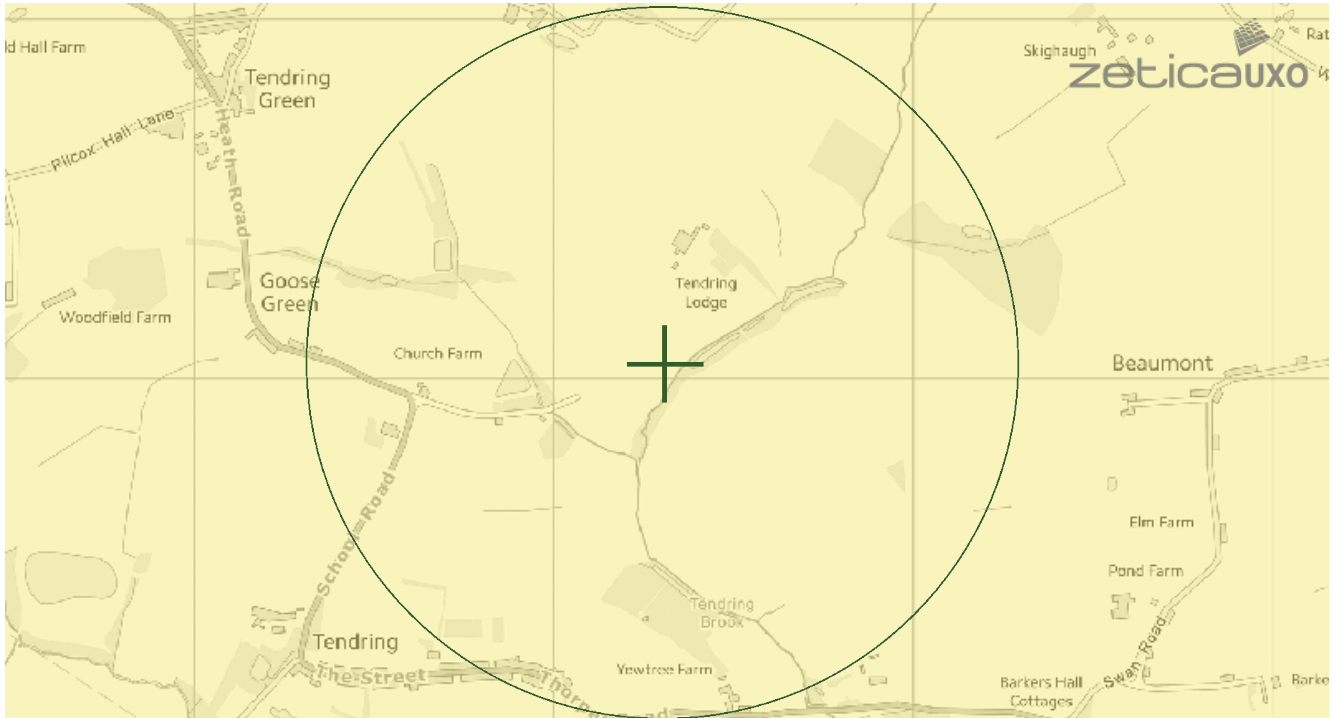 ld Hall Farm
Tendring
Green
Pilcox Hall Lane
Heath Road
Skighaugh
zeticauxo
Rat
Goose
Green
Woodfield Farm
Tendring
Lodge
Church Farm
Beaumont
School Road
Elm Farm
Pond Farm
Tendring
Brook
Tendring
The Street
Yewtree Farm
Swan Road
Barkers Hall
Cottages
Barke